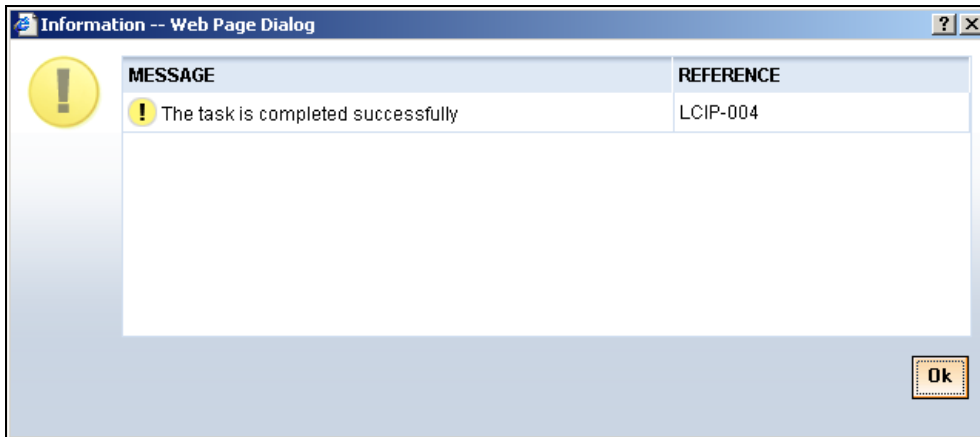 Information -- Web Page Dialog
MESSAGE REFERENCE
The task is completed successfully LCIP-004
Ok